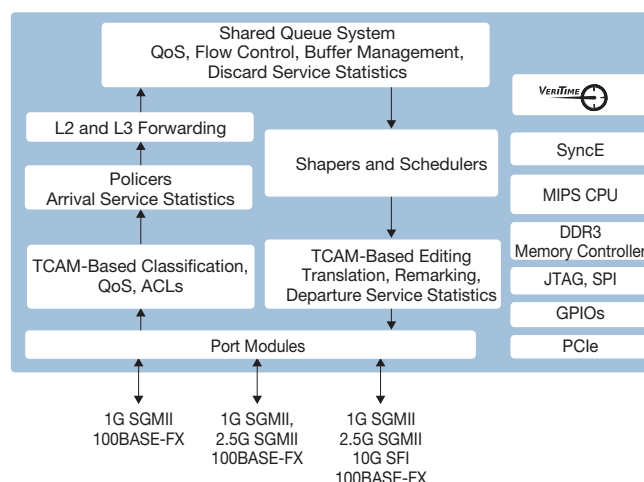 Shared Queue System
QoS, Flow Control, Buffer Management,
Discard Service Statistics
L2 and L3 Forwarding
Policers
Arrival Service Statistics
TCAM-Based Classification,
QoS, ACLs
Shapers and Schedulers
TCAM-Based Editing
Translation, Remarking,
Departure Service Statistics
Port Modules
1G SGMII
100BASE-FX
1G SGMII,
2.5G SGMII
100BASE-FX
1G SGMII
2.5G SGMII
10G SFI
100BASE-FX
VERITIME
SyncE
MIPS CPU
DDR3
Memory Controller
JTAG, SPI
GPIOs
PCIe